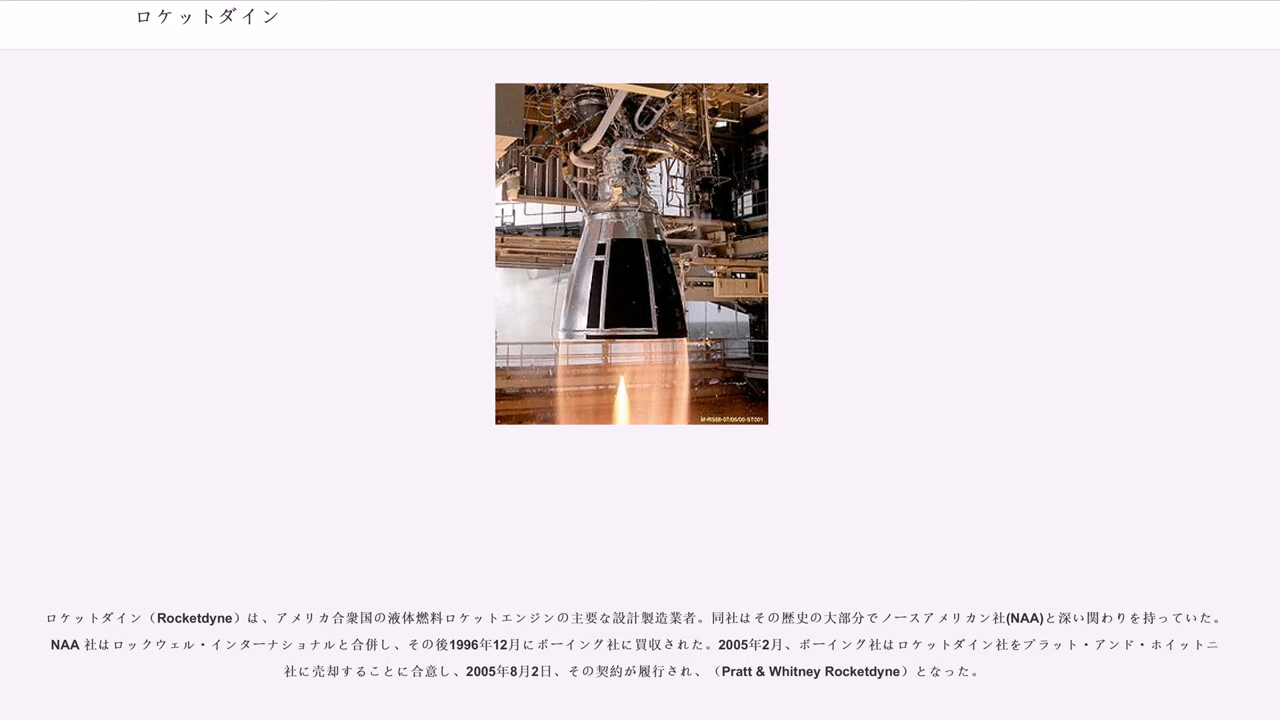 ロケットダイン
ロケットダイン（Rocketdyne）は、アメリカ合衆国の液体燃料ロケットエンジンの主要な設計製造業者。同社はその歴史の大部分でノースアメリカン社(NAA)と深い関わりを持っていた。
NAA 社はロックウェル・インターナショナルと合併し、その後1996年12月にボーイング社に買収された。2005年2月、ボーイング社はロケットダイン社をプラット・アンド・ホイットニ
社に売却することに合意し、2005年8月2日、その契約が履行され、（Pratt & Whitney Rocketdyne）となった。